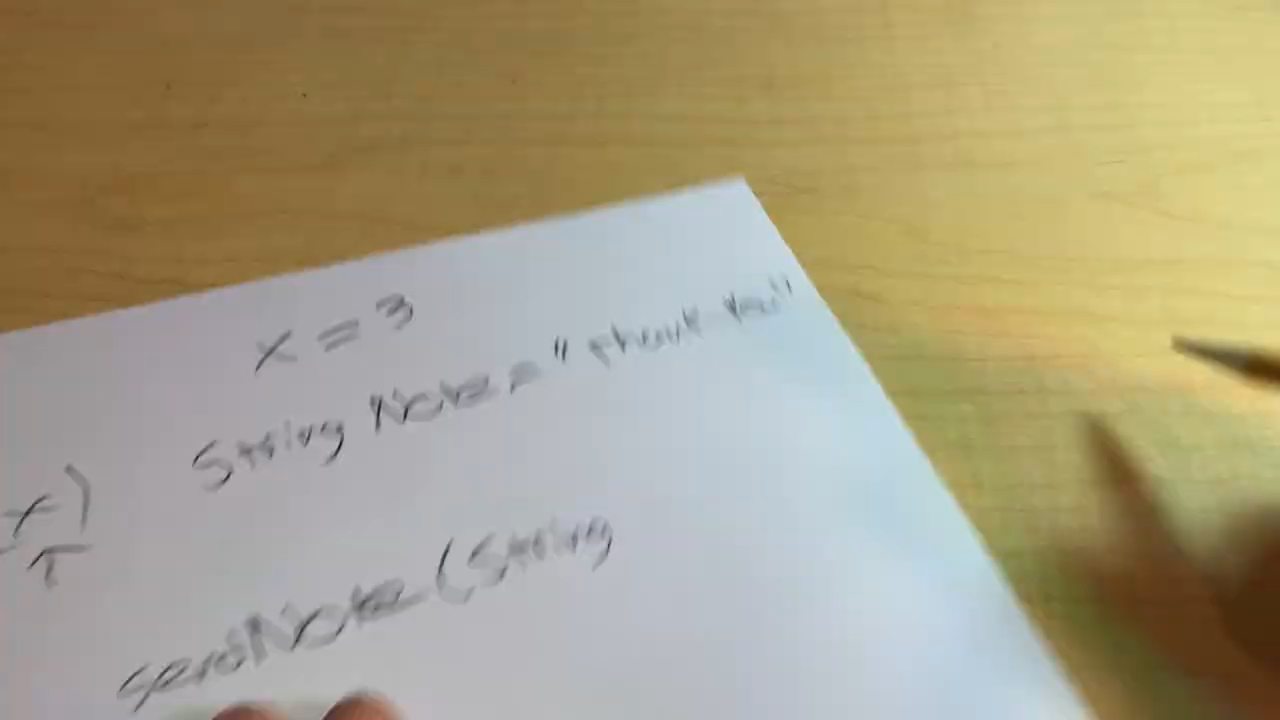 x = 3
String Note = "thank you"
x)
sendNote (String